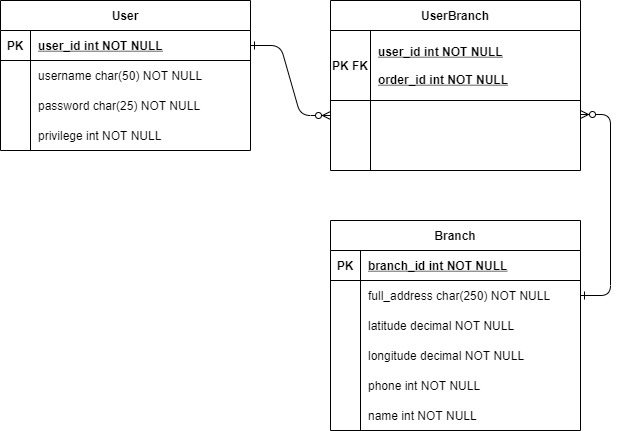 User
PK user_id int NOT NULL
username char(50) NOT NULL
password char(25) NOT NULL
privilege int NOT NULL
UserBranch
PK FK
user_id int NOT NULL
order_id int NOT NULL
Branch
PK branch_id int NOT NULL
full_address char(250) NOT NULL
latitude decimal NOT NULL
longitude decimal NOT NULL
phone int NOT NULL
name int NOT NULL